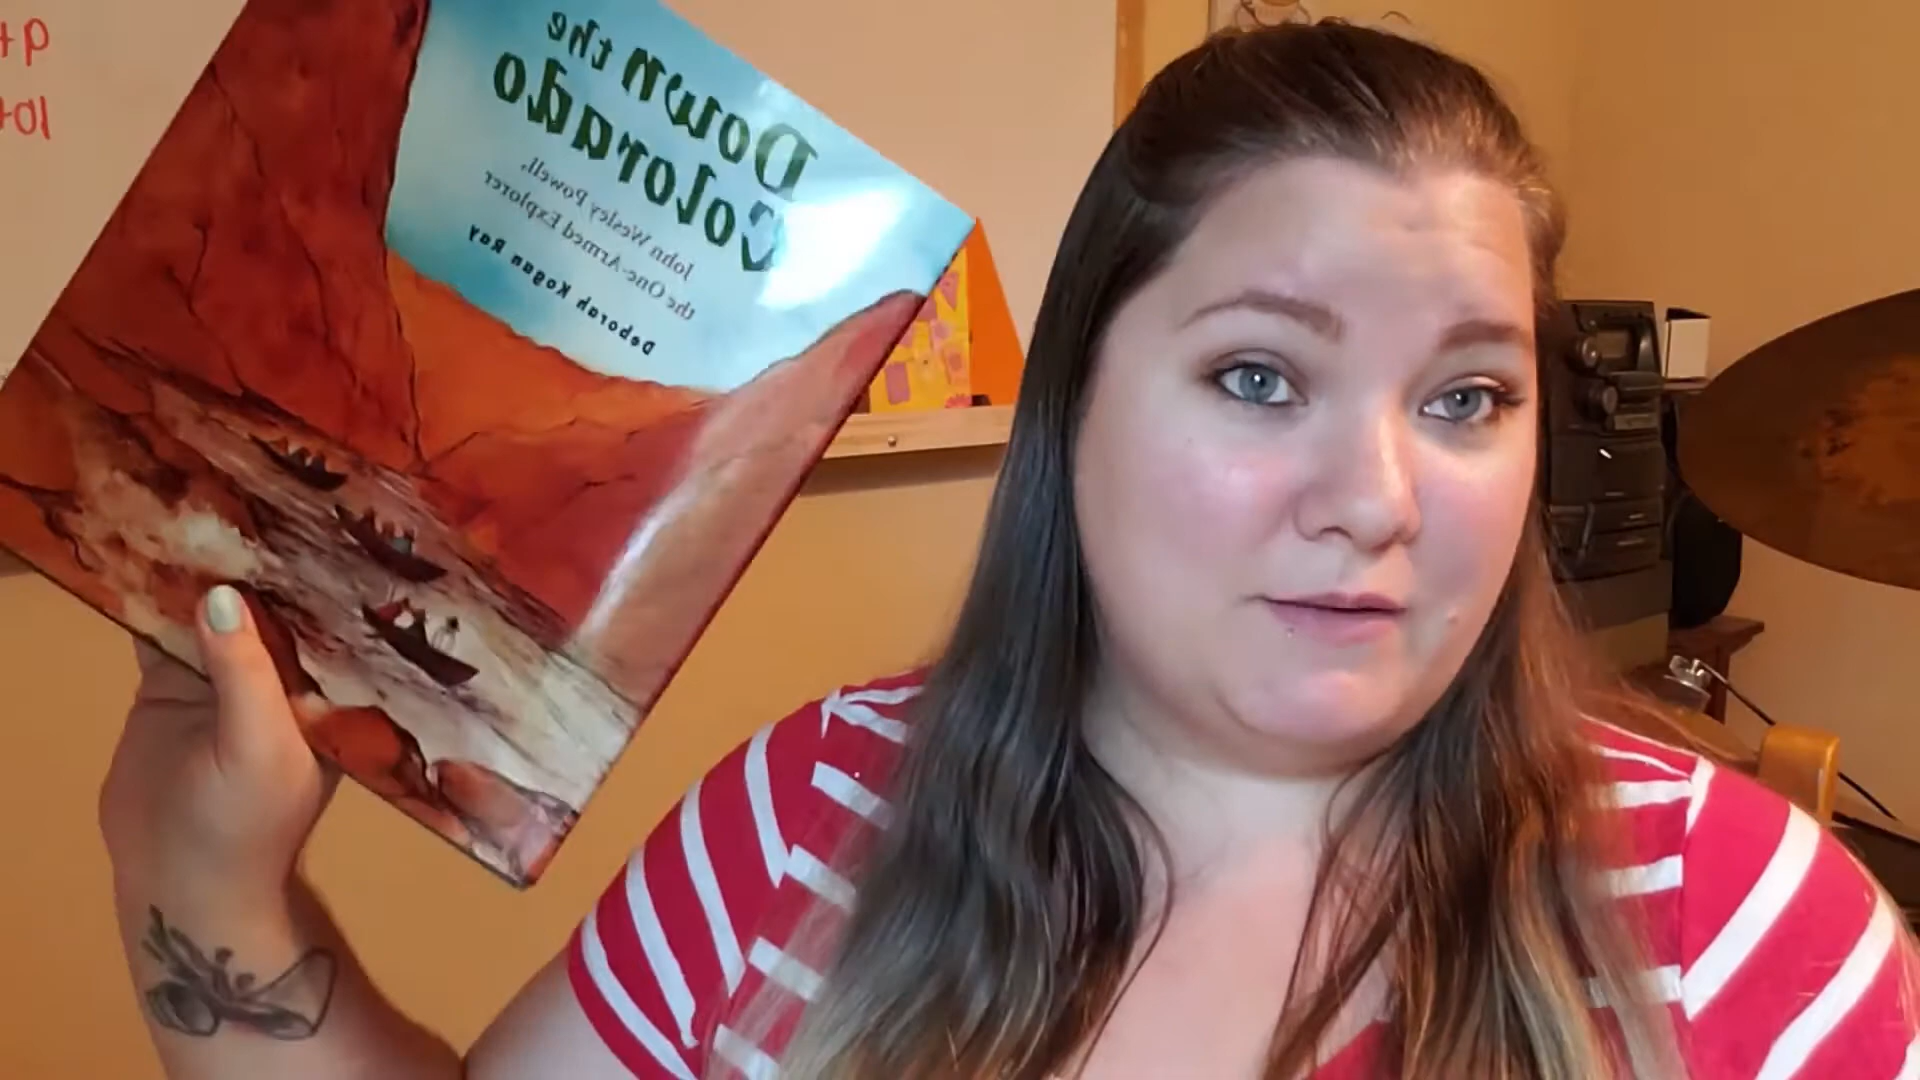 Down the
Colorado
John Wesley Powell,
the One-Armed Explorer
Deborah Kogan Ray